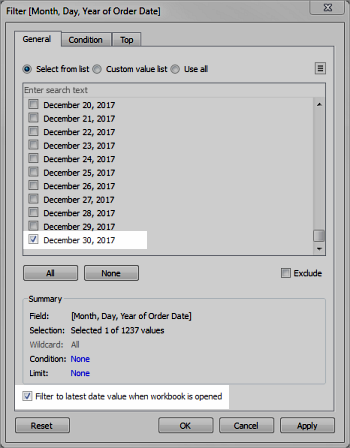 Filter [Month, Day, Year of Order Date]
General Condition Top
Select from list Custom value list Use all
Enter search text
December 20, 2017
December 21, 2017
December 22, 2017
December 23, 2017
December 24, 2017
December 25, 2017
December 26, 2017
December 27, 2017
December 28, 2017
December 29, 2017
December 30, 2017
All None Exclude
Summary
Field: [Month, Day, Year of Order Date]
Selection: Selected 1 of 1237 values
Wildcard: All
Condition: None
Limit: None
Filter to latest date value when workbook is opened
Reset OK Cancel Apply